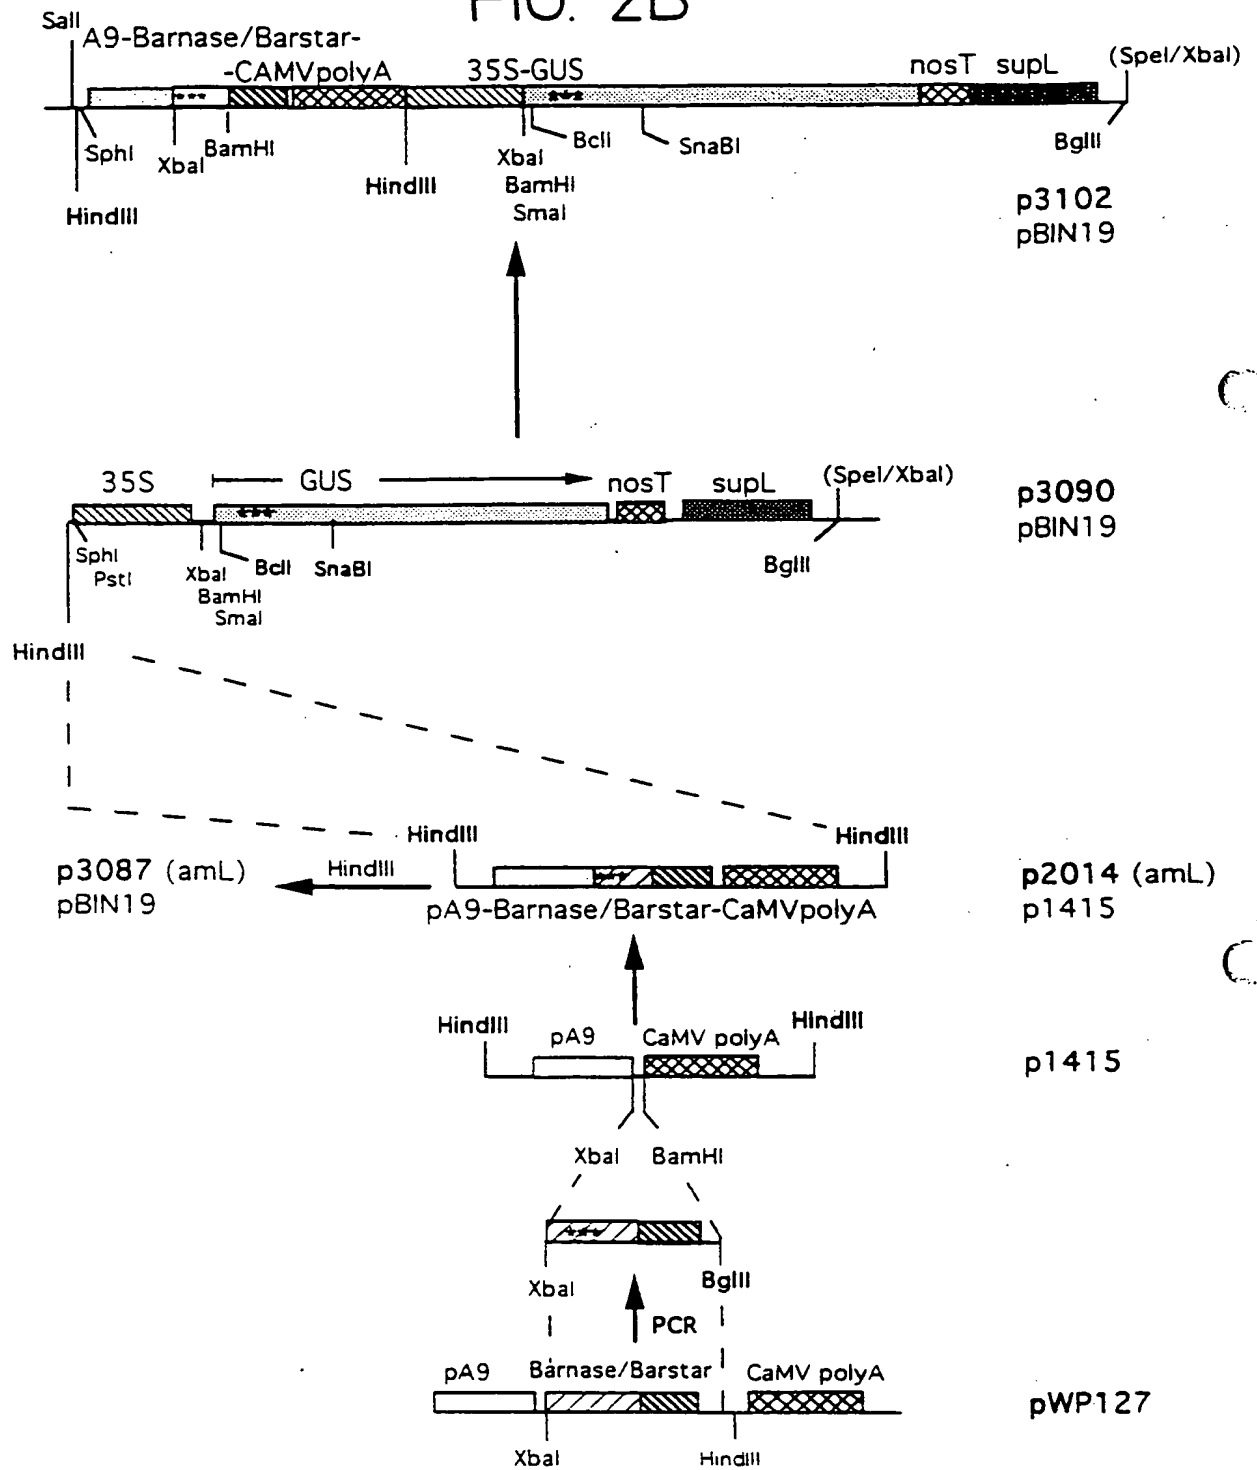 FIG. 2B
SalI
A9-Barnase/Barstar-
-CAMVpolyA
35S-GUS
nosT supL
(SpeI/XbaI)
***
***
SphI
XbaI
BamHI
HindIII
XbaI
BamHI
SmaI
BclI
SnaBI
BglII
HindIII
p3102
pBIN19
35S
GUS
nosT
supL
(SpeI/XbaI)
***
p3090
pBIN19
SphI
PstI
XbaI
BamHI
SmaI
BclI
SnaBI
BglII
HindIII
HindIII
HindIII
p3087 (amL)
pBIN19
HindIII
***
p2014 (amL)
p1415
pA9-Barnase/Barstar-CaMVpolyA
HindIII
pA9
CaMV polyA
HindIII
p1415
XbaI
BamHI
***
XbaI
BglII
PCR
pA9
Barnase/Barstar
CaMV polyA
pWP127
XbaI
HindIII